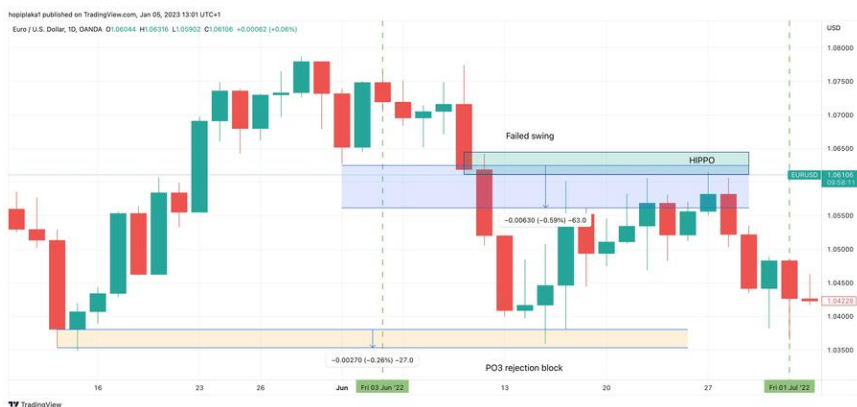 hopiplaka1 published on TradingView.com, Jan 05, 2023 13:01 UTC+1
Euro / U.S. Dollar, 1D, OANDA O1.06044 H1.06316 L1.05902 C1.06106 +0.00062 (+0.06%)
USD
1.08000
1.07500
1.07000
Failed swing
1.06500
HIPPO
EURUSD 1.06106
09:58:11
−0.00630 (−0.59%) −63.0
1.05500
1.05000
1.04500
1.04228
1.04000
1.03500
−0.00270 (−0.26%) −27.0
PO3 rejection block
16 23 26 Jun Fri 03 Jun '22 13 20 27 Fri 01 Jul '22
TradingView